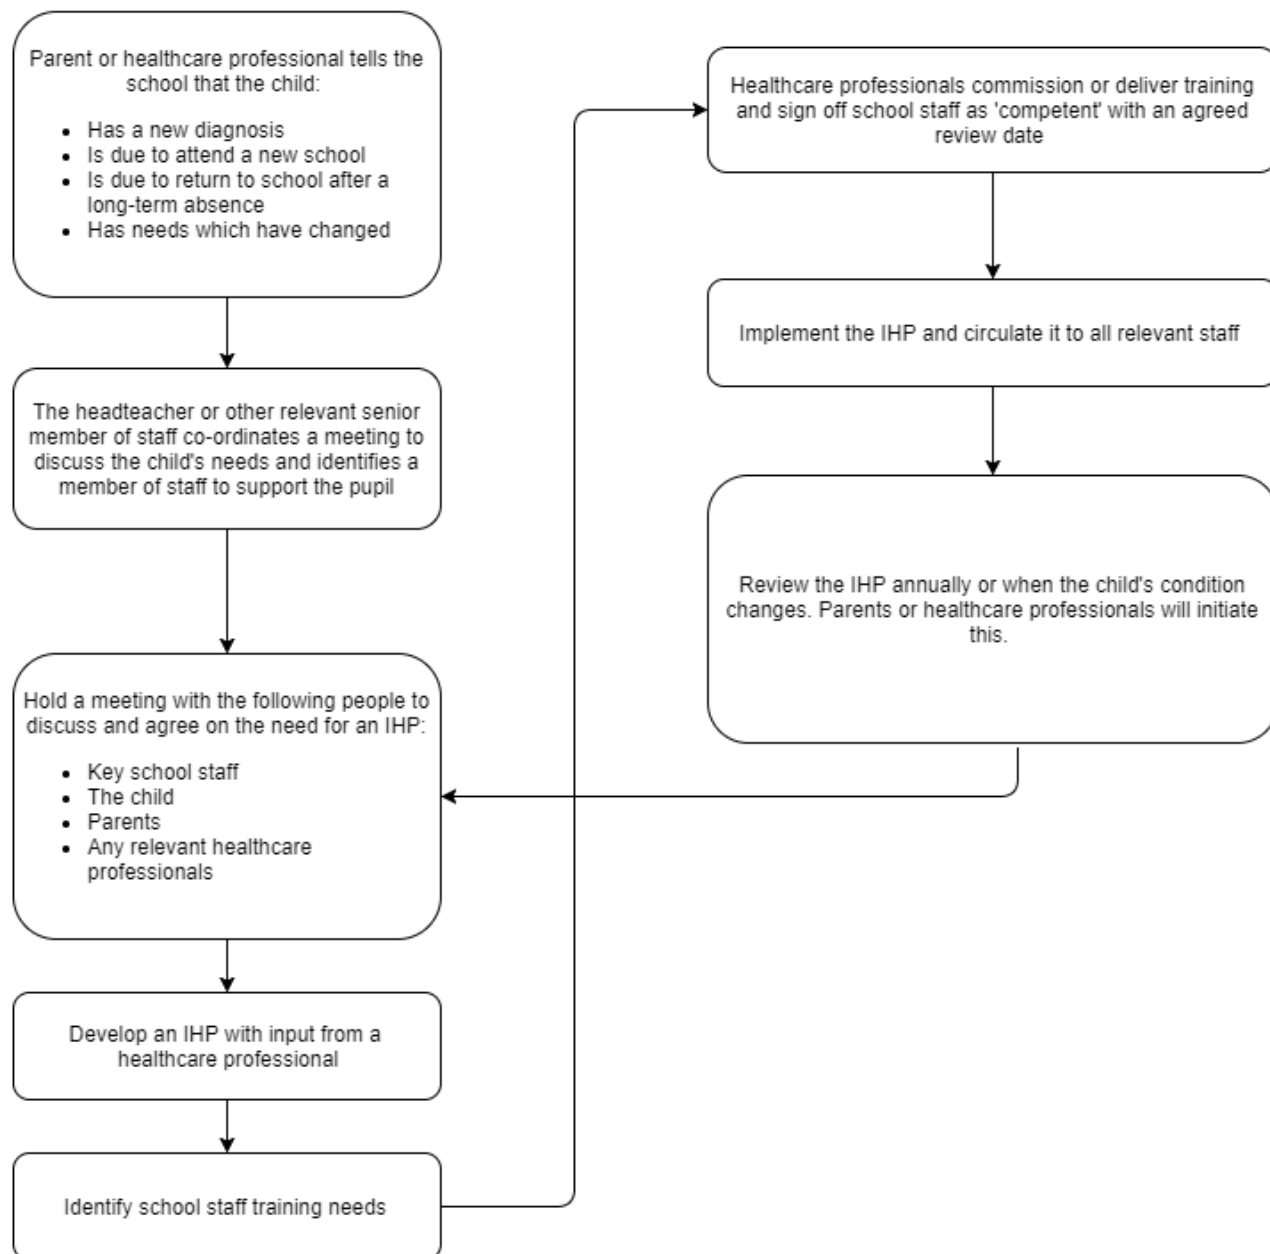 Parent or healthcare professional tells the
school that the child:
• Has a new diagnosis
• Is due to attend a new school
• Is due to return to school after a
long-term absence
• Has needs which have changed
The headteacher or other relevant senior
member of staff co-ordinates a meeting to
discuss the child's needs and identifies a
member of staff to support the pupil
Hold a meeting with the following people to
discuss and agree on the need for an IHP:
• Key school staff
• The child
• Parents
• Any relevant healthcare
professionals
Develop an IHP with input from a
healthcare professional
Identify school staff training needs
Healthcare professionals commission or deliver training
and sign off school staff as 'competent' with an agreed
review date
Implement the IHP and circulate it to all relevant staff
Review the IHP annually or when the child's condition
changes. Parents or healthcare professionals will initiate
this.